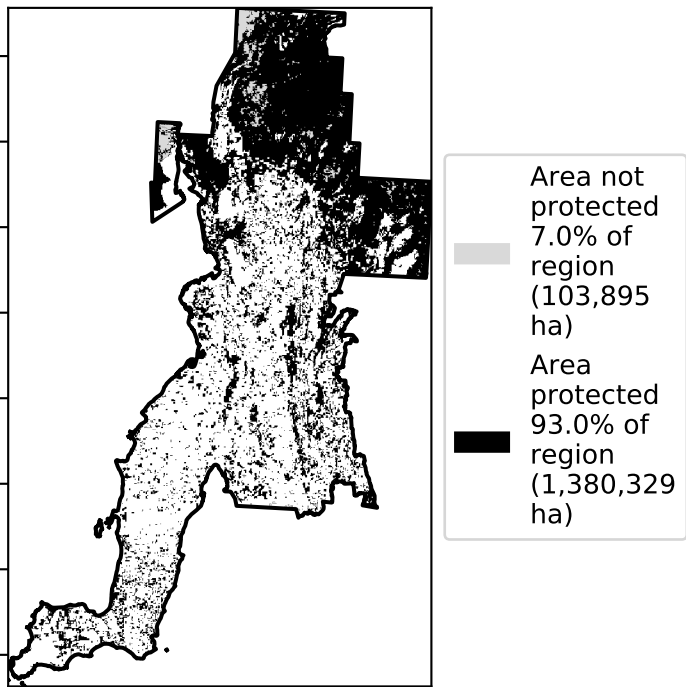 Area not
protected
7.0% of
region
(103,895
ha)
Area
protected
93.0% of
region
(1,380,329
ha)